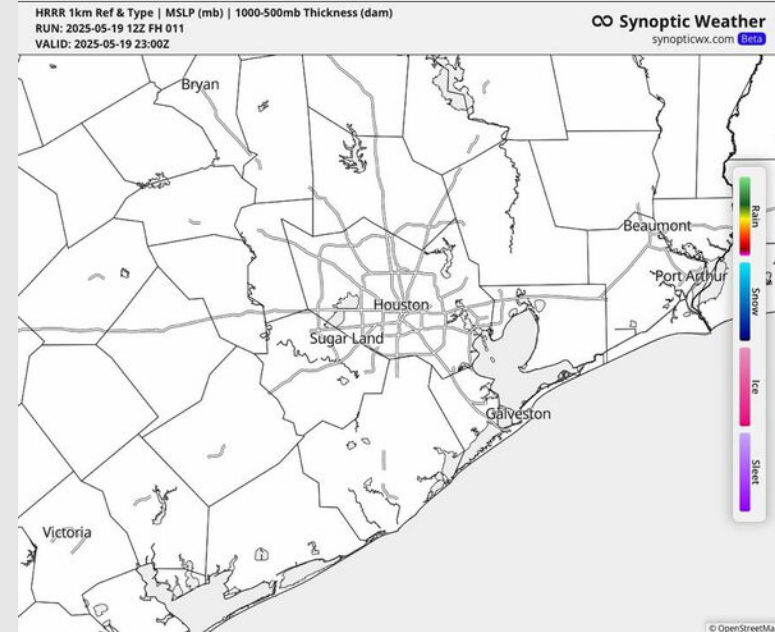 HRRR 1km Ref & Type | MSLP (mb) | 1000-500mb Thickness (dam)
RUN: 2025-05-19 12Z FH 011
VALID: 2025-05-19 23:00Z
Synoptic Weather
synopticwx.com Beta
Bryan
Beaumont
Port Arthur
Houston
Sugar Land
Galveston
Victoria
Rain
Snow
Ice
Sleet
© OpenStreetMa